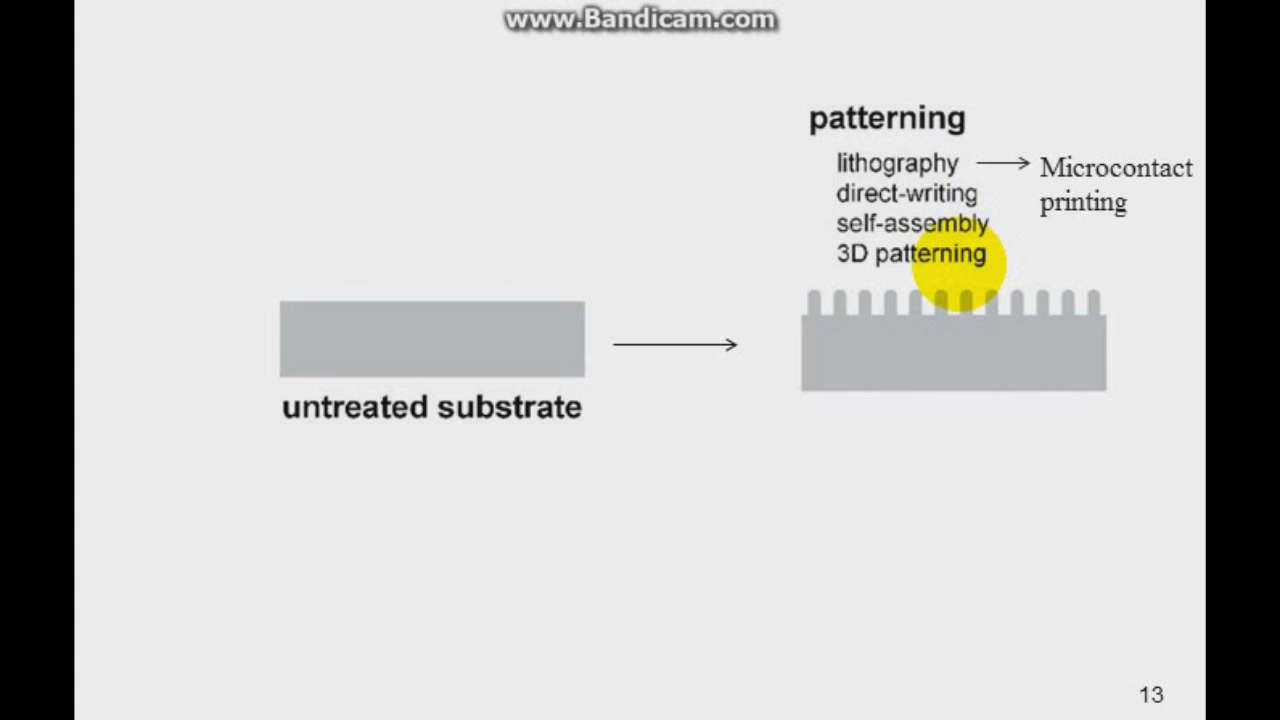 www.Bandicam.com
patterning
lithography
Microcontact
printing
direct-writing
self-assembly
3D patterning
untreated substrate
13